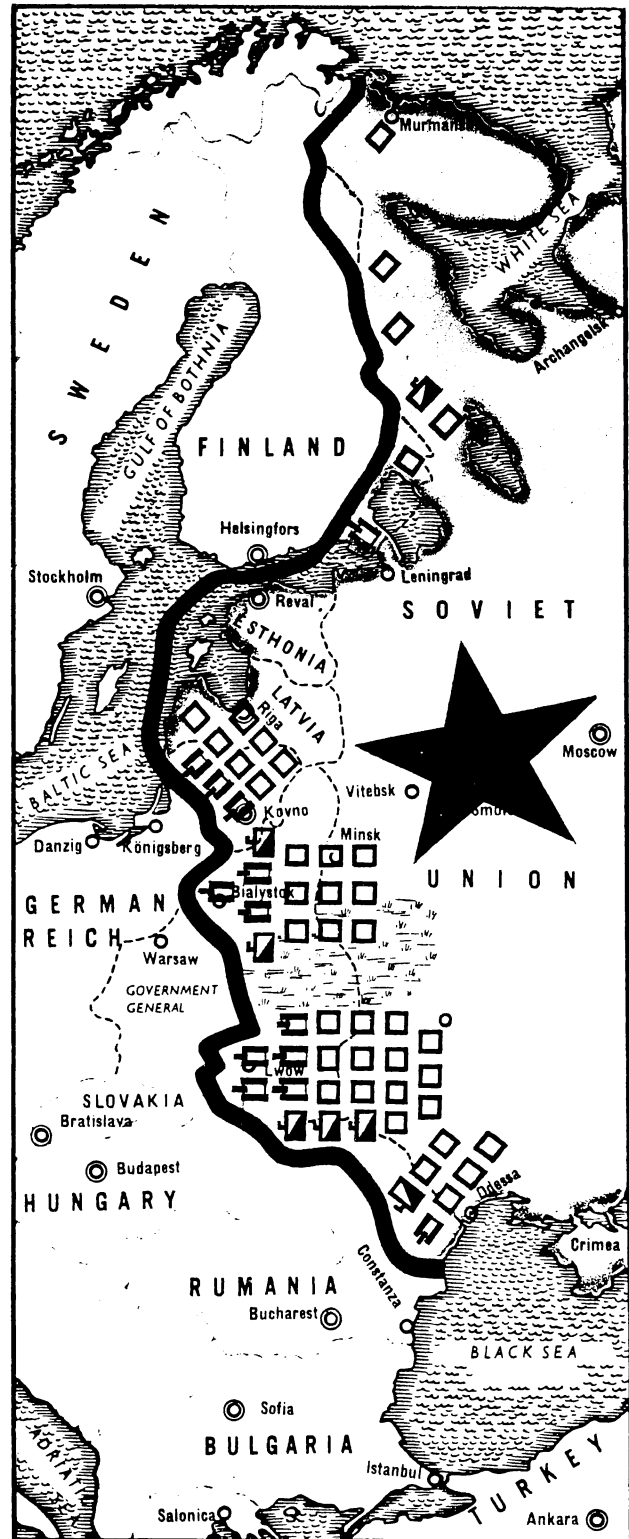 Murmansk
WHITE SEA
Archangelsk
SWEDEN
GULF OF BOTHNIA
FINLAND
Helsingfors
Stockholm
Leningrad
Reval
SOVIET
ESTHONIA
LATVIA
Riga
Moscow
BALTIC SEA
Vitebsk
Kovno
Danzig
Königsberg
Minsk
UNION
Bialystok
GERMAN
REICH
Warsaw
GOVERNMENT
GENERAL
Lwow
SLOVAKIA
Bratislava
Budapest
HUNGARY
Odessa
Crimea
Constanza
RUMANIA
Bucharest
BLACK SEA
Sofia
BULGARIA
ADRIATIC
SEA
Istanbul
TURKEY
Salonica
Ankara